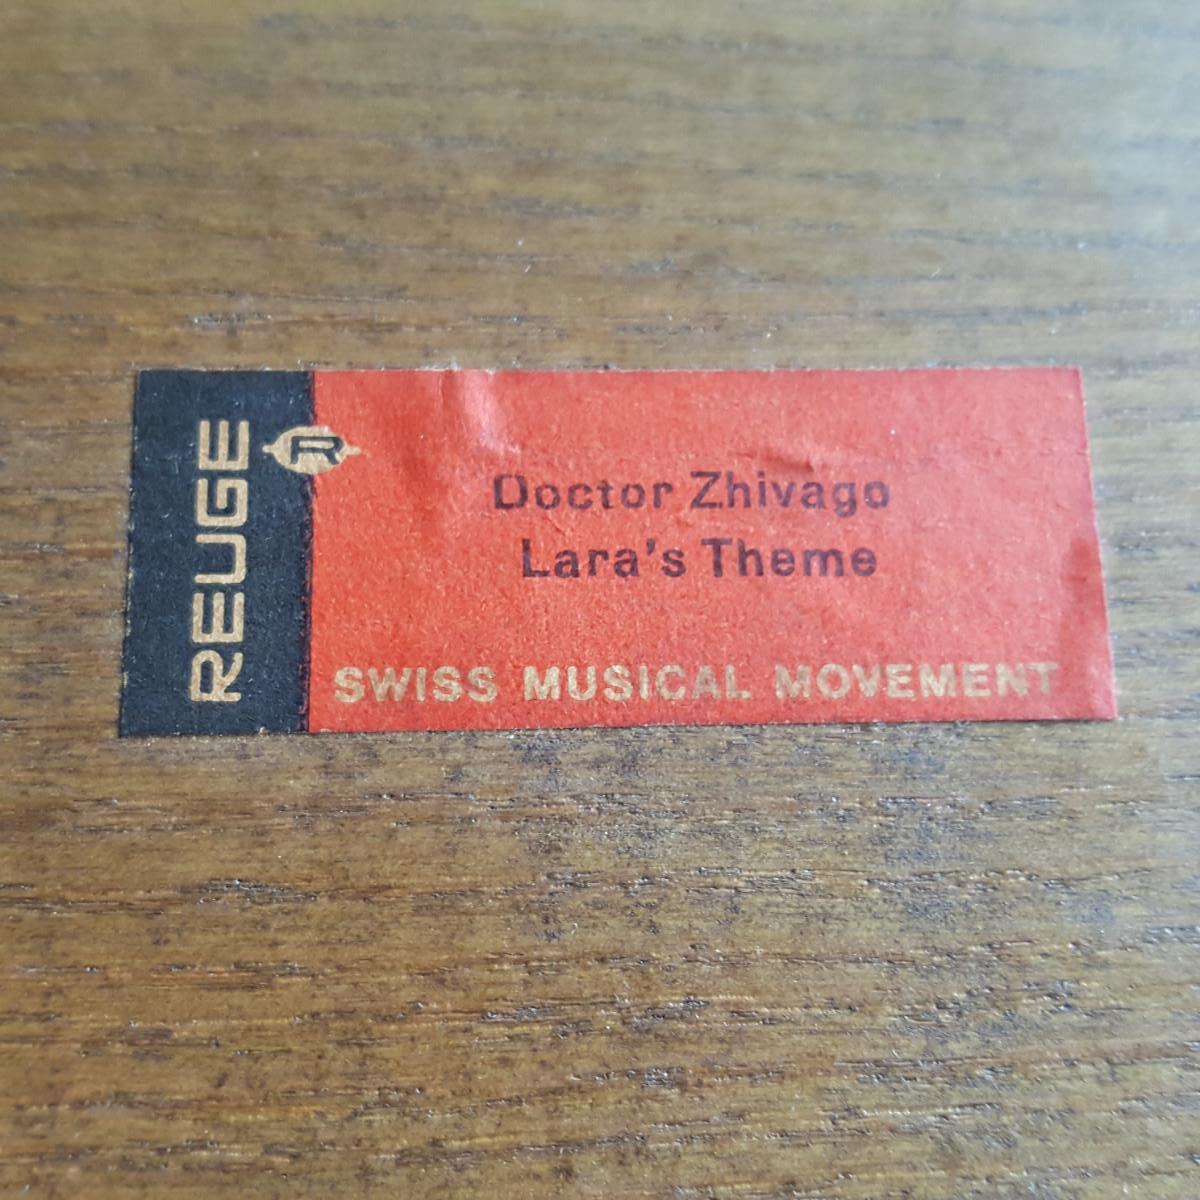 REUGE
R
Doctor Zhivago
Lara's Theme
SWISS MUSICAL MOVEMENT